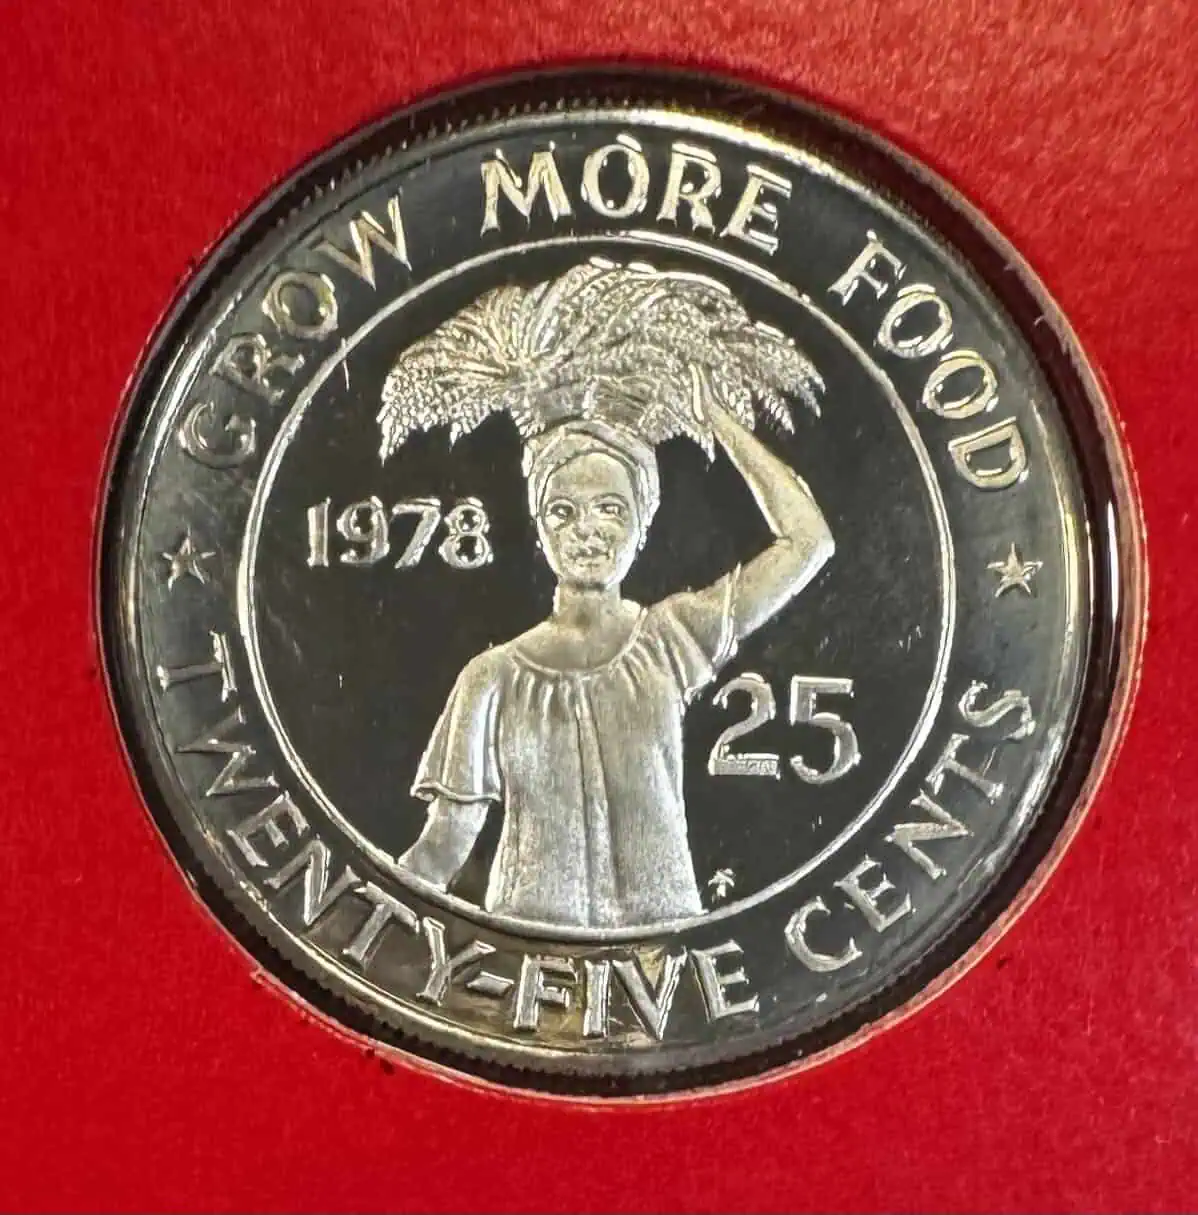 GROW MORE FOOD
1978
25
TWENTY-FIVE CENTS